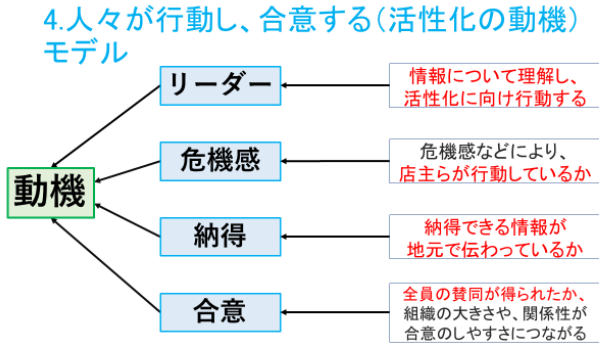 4.人々が行動し、合意する（活性化の動機）
モデル
リーダー
情報について理解し、
活性化に向け行動する
危機感
危機感などにより、
店主らが行動しているか
動機
納得
納得できる情報が
地元で伝わっているか
合意
全員の賛同が得られたか、
組織の大きさや、関係性が
合意のしやすさにつながる